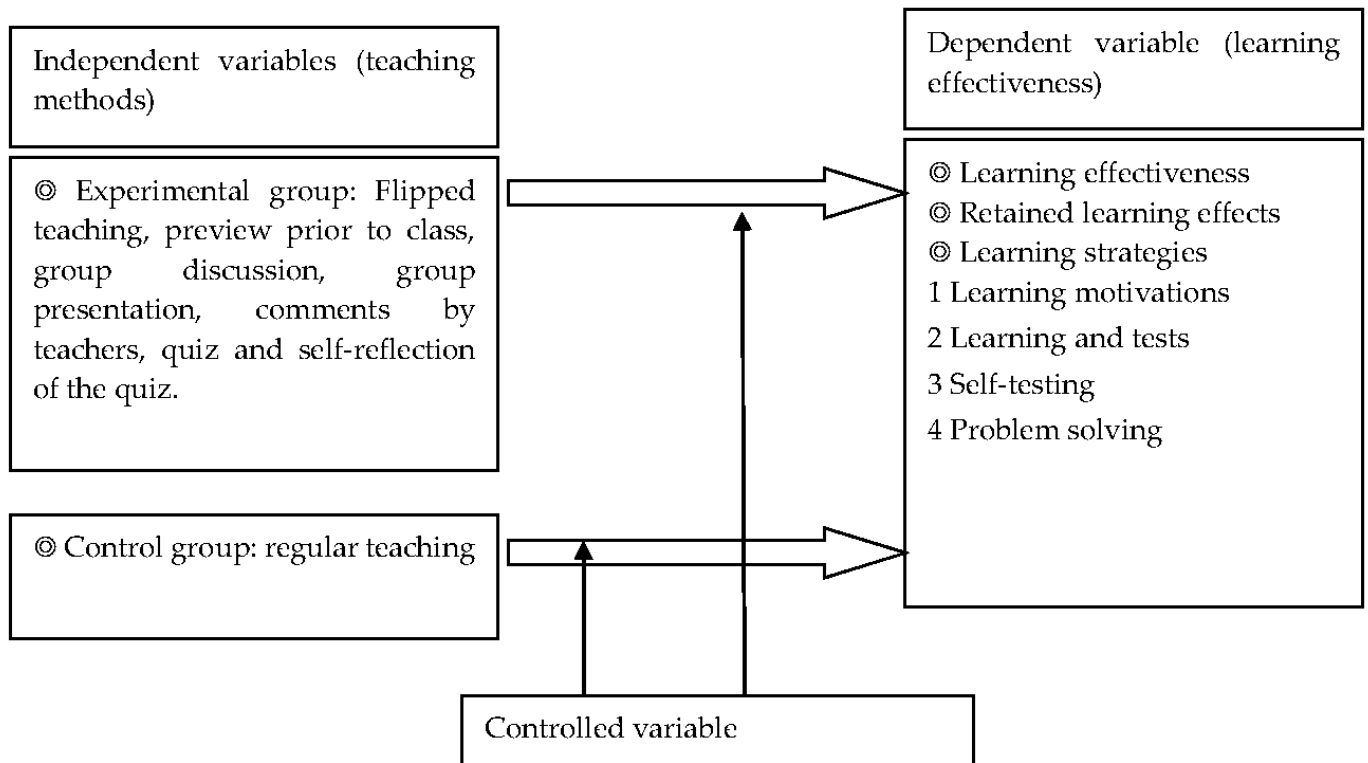 Independent variables (teaching
methods)
◎ Experimental group: Flipped
teaching, preview prior to class,
group discussion, group
presentation, comments by
teachers, quiz and self-reflection
of the quiz.
◎ Control group: regular teaching
Dependent variable (learning
effectiveness)
◎ Learning effectiveness
◎ Retained learning effects
◎ Learning strategies
1 Learning motivations
2 Learning and tests
3 Self-testing
4 Problem solving
Controlled variable